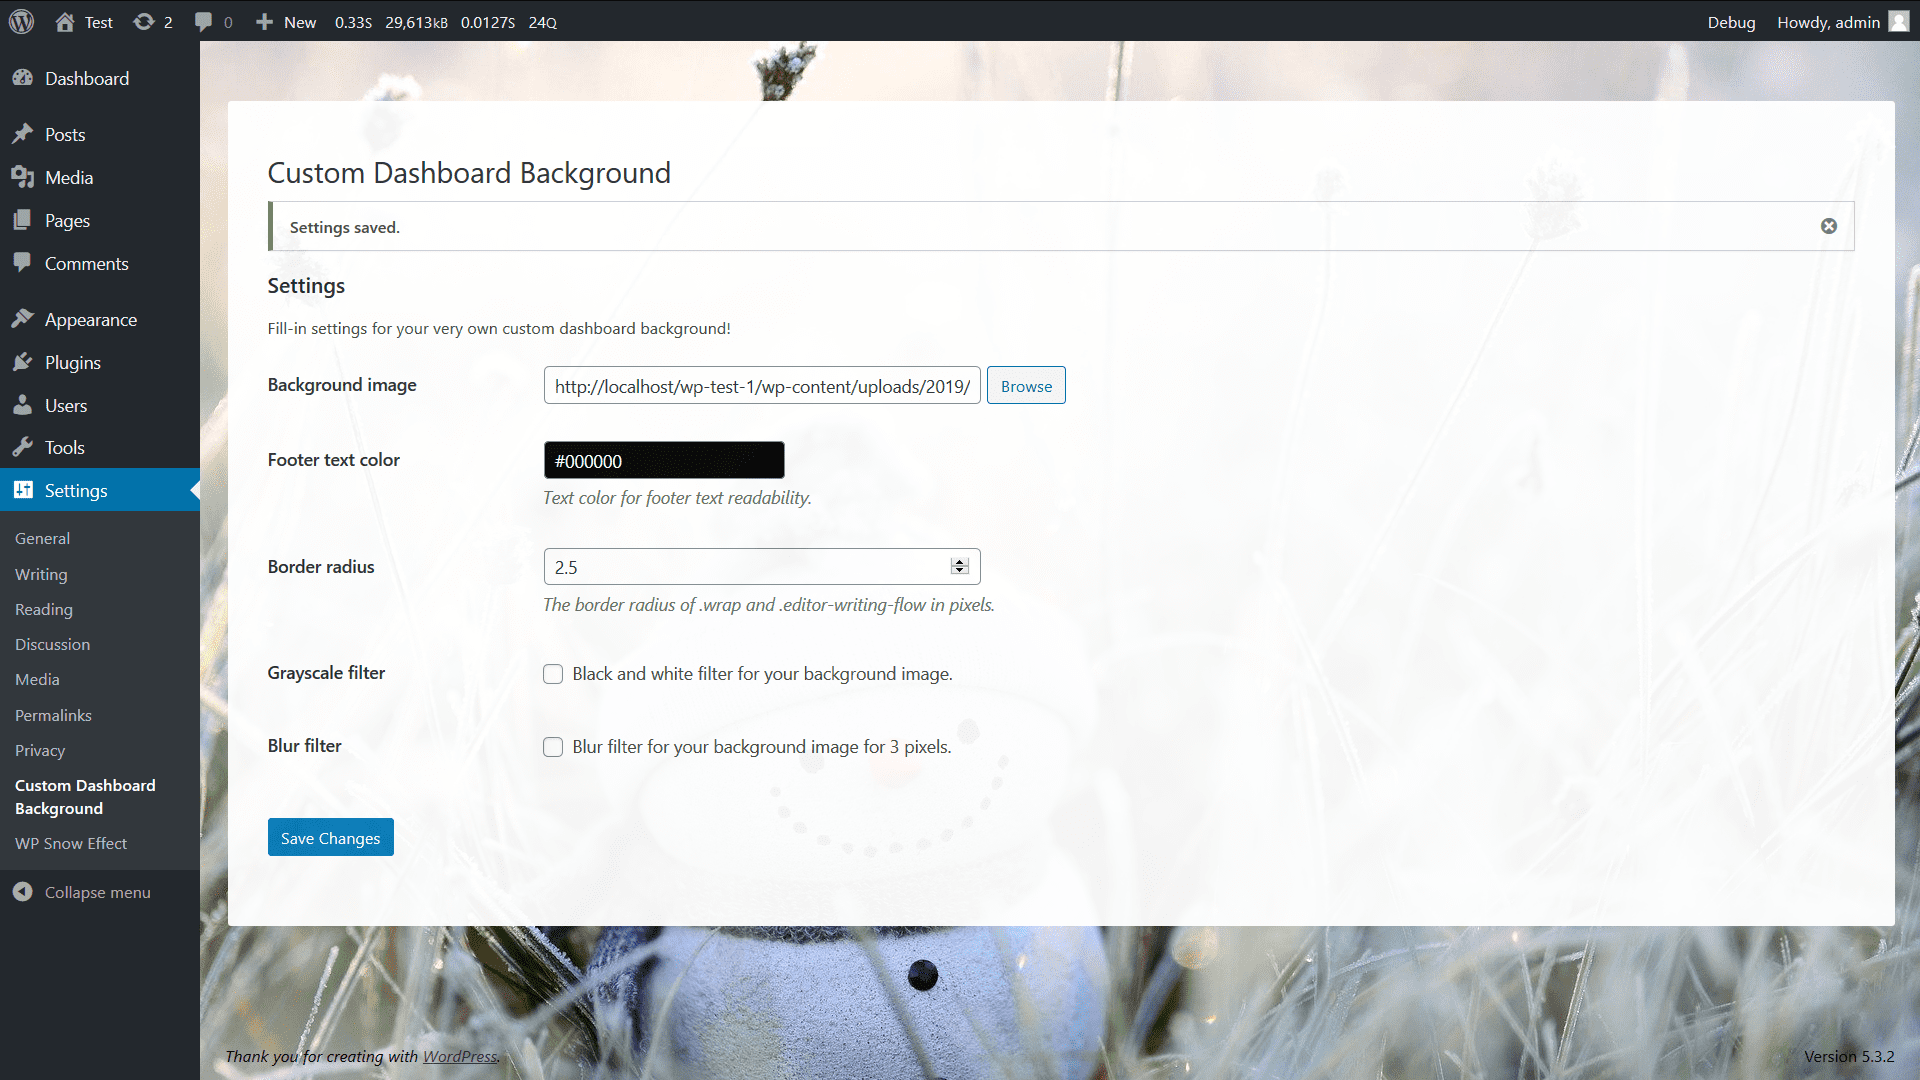 Test 2 0 New 0.33s 29,613KB 0.0127s 24Q Debug Howdy, admin
Dashboard
Posts
Media
Pages
Comments
Appearance
Plugins
Users
Tools
Settings
General
Writing
Reading
Discussion
Media
Permalinks
Privacy
Custom Dashboard
Background
WP Snow Effect
Collapse menu
Custom Dashboard Background
Settings saved.
Settings
Fill-in settings for your very own custom dashboard background!
Background image http://localhost/wp-test-1/wp-content/uploads/2019/ Browse
Footer text color #000000
Text color for footer text readability.
Border radius 2.5
The border radius of .wrap and .editor-writing-flow in pixels.
Grayscale filter Black and white filter for your background image.
Blur filter Blur filter for your background image for 3 pixels.
Save Changes
Thank you for creating with WordPress. Version 5.3.2